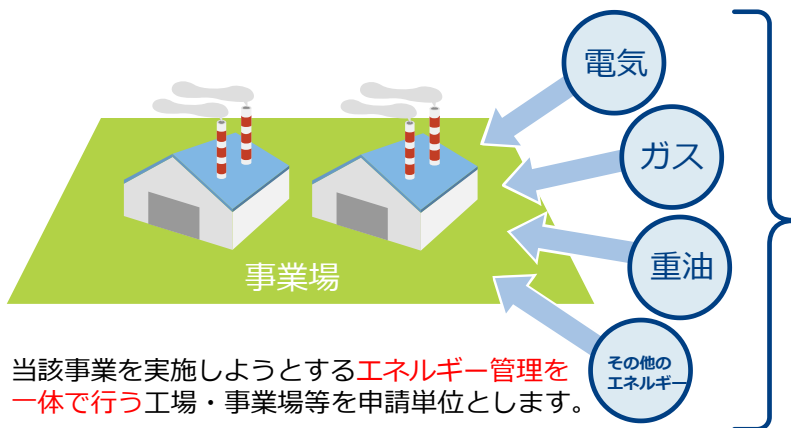 電気
ガス
重油
その他の
エネルギー
事業場
当該事業を実施しようとするエネルギー管理を
一体で行う工場・事業場等を申請単位とします。